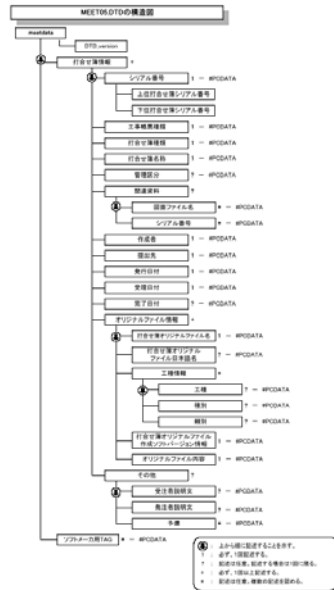 MEET05.DTDの構造図
meetdata
DTD_version
打合せ簿情報 +
シリアル番号 1 － #PCDATA
上位打合せ簿シリアル番号
下位打合せ簿シリアル番号
工事帳票種類 1 － #PCDATA
打合せ簿種類 1 － #PCDATA
打合せ簿名称 1 － #PCDATA
管理区分 ? － #PCDATA
関連資料 ?
図面ファイル名 * － #PCDATA
シリアル番号 * － #PCDATA
作成者 1 － #PCDATA
提出先 1 － #PCDATA
発行日付 1 － #PCDATA
受理日付 1 － #PCDATA
完了日付 ? － #PCDATA
オリジナルファイル情報 +
打合せ簿オリジナルファイル名 1 － #PCDATA
打合せ簿オリジナル
ファイル日本語名 ? － #PCDATA
工種情報 *
工種 ? － #PCDATA
種別 ? － #PCDATA
細別 ? － #PCDATA
打合せ簿オリジナルファイル
作成ソフトバージョン情報 1 － #PCDATA
オリジナルファイル内容 1 － #PCDATA
その他 ?
受注者説明文 ? － #PCDATA
発注者説明文 ? － #PCDATA
予備 * － #PCDATA
ソフトメーカ用TAG * － #PCDATA
： 上から順に記述することを示す。
1 ： 必ず、1回記述する。
? ： 記述は任意。記述する場合は1回に限る。
+ ： 必ず、1回以上記述する。
* ： 記述は任意。複数の記述を認める。